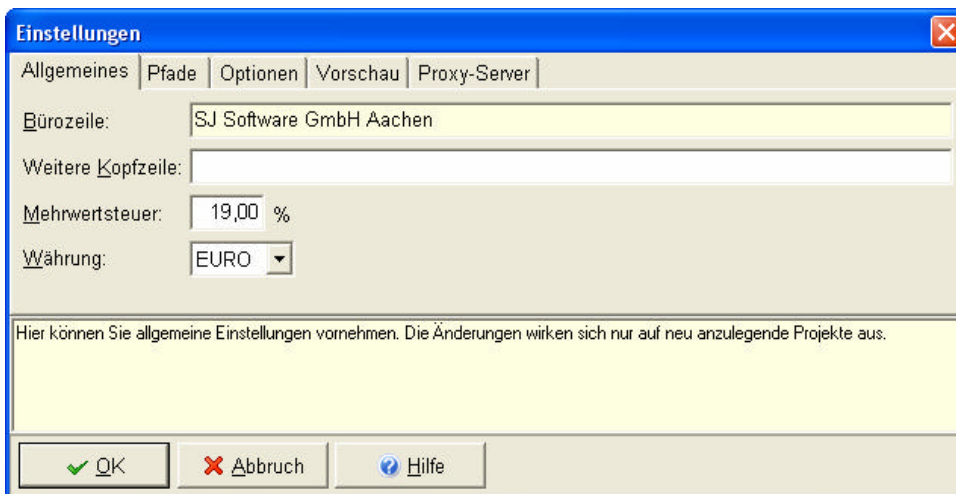 Einstellungen
Allgemeines Pfade Optionen Vorschau Proxy-Server
Bürozeile: SJ Software GmbH Aachen
Weitere Kopfzeile:
Mehrwertsteuer: 19,00 %
Währung: EURO
Hier können Sie allgemeine Einstellungen vornehmen. Die Änderungen wirken sich nur auf neu anzulegende Projekte aus.
OK Abbruch Hilfe